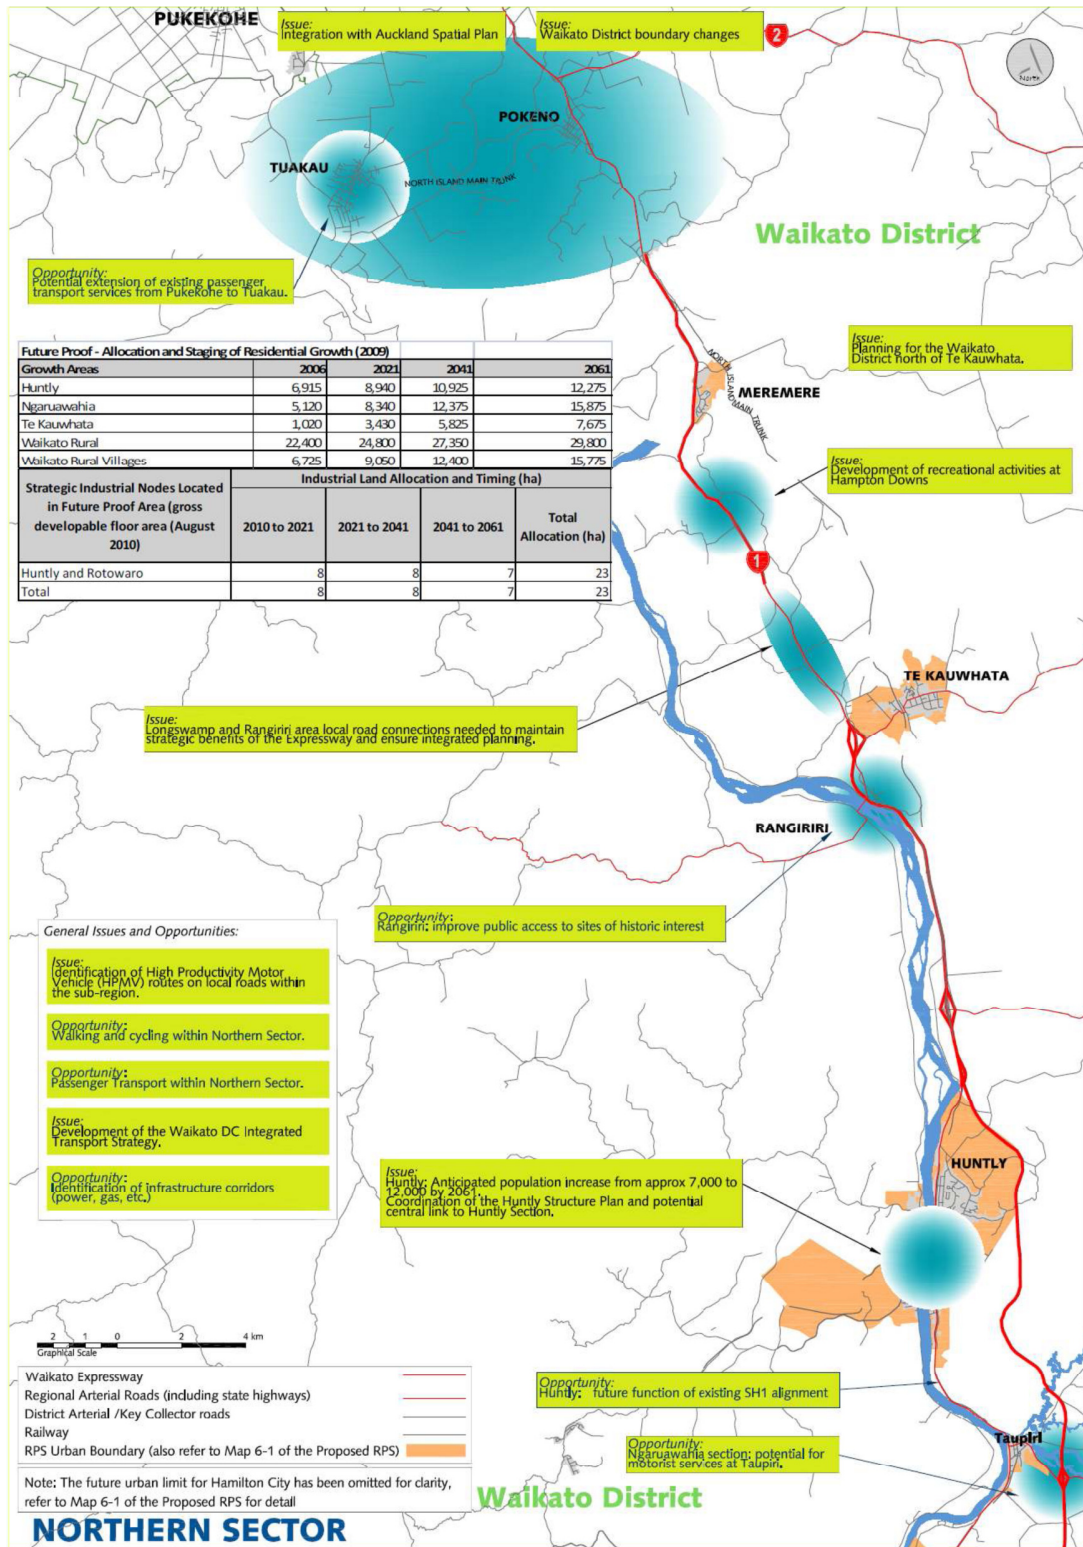 PUKEKOHE
Issue:
Integration with Auckland Spatial Plan
Issue:
Waikato District boundary changes
2
North
POKENO
TUAKAU
NORTH ISLAND MAIN TRUNK
Waikato District
Opportunity:
Potential extension of existing passenger
transport services from Pukekohe to Tuakau.
Issue:
Planning for the Waikato
District north of Te Kauwhata.
Future Proof - Allocation and Staging of Residential Growth (2009)
Growth Areas 2006 2021 2041 2061
Huntly 6,915 8,940 10,925 12,275
Ngaruawahia 5,120 8,340 12,375 15,875
Te Kauwhata 1,020 3,430 5,825 7,675
Waikato Rural 22,400 24,800 27,350 29,800
Waikato Rural Villages 6,725 9,050 12,400 15,775
Strategic Industrial Nodes Located
in Future Proof Area (gross
developable floor area (August
2010)
Industrial Land Allocation and Timing (ha)
2010 to 2021 2021 to 2041 2041 to 2061 Total
Allocation (ha)
Huntly and Rotowaro 8 8 7 23
Total 8 8 7 23
NORTH ISLAND MAIN TRUNK
MEREMERE
Issue:
Development of recreational activities at
Hampton Downs
1
TE KAUWHATA
Issue:
Longswamp and Rangiriri area local road connections needed to maintain
strategic benefits of the Expressway and ensure integrated planning.
RANGIRIRI
Opportunity:
Rangiriri: improve public access to sites of historic interest
General Issues and Opportunities:
Issue:
Identification of High Productivity Motor
Vehicle (HPMV) routes on local roads within
the sub-region.
Opportunity:
Walking and cycling within Northern Sector.
Opportunity:
Passenger Transport within Northern Sector.
Issue:
Development of the Waikato DC Integrated
Transport Strategy.
Opportunity:
Identification of infrastructure corridors
(power, gas, etc.)
HUNTLY
Issue:
Huntly: Anticipated population increase from approx 7,000 to
12,000 by 2061.
Coordination of the Huntly Structure Plan and potential
central link to Huntly Section.
2 1 0 2 4 km
Graphical Scale
Waikato Expressway
Regional Arterial Roads (including state highways)
District Arterial /Key Collector roads
Railway
RPS Urban Boundary (also refer to Map 6-1 of the Proposed RPS)
Opportunity:
Huntly: future function of existing SH1 alignment
Taupiri
Opportunity:
Ngaruawahia section: potential for
motorist services at Taupiri.
Note: The future urban limit for Hamilton City has been omitted for clarity,
refer to Map 6-1 of the Proposed RPS for detail
Waikato District
NORTHERN SECTOR